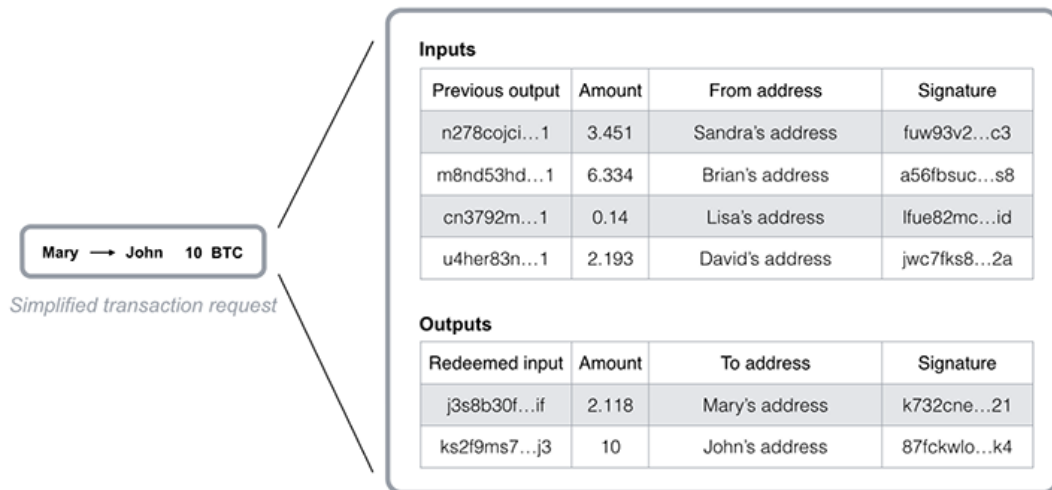 Mary → John 10 BTC
Simplified transaction request
Inputs
Previous output Amount From address Signature
n278cojci…1 3.451 Sandra's address fuw93v2…c3
m8nd53hd…1 6.334 Brian's address a56fbsuc…s8
cn3792m…1 0.14 Lisa's address lfue82mc…id
u4her83n…1 2.193 David's address jwc7fks8…2a
Outputs
Redeemed input Amount To address Signature
j3s8b30f…if 2.118 Mary's address k732cne…21
ks2f9ms7…j3 10 John's address 87fckwlo…k4